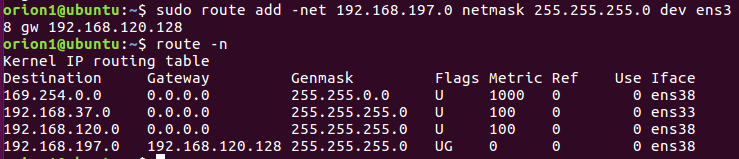 orion1@ubuntu:~$ sudo route add -net 192.168.197.0 netmask 255.255.255.0 dev ens3
8 gw 192.168.120.128
orion1@ubuntu:~$ route -n
Kernel IP routing table
Destination     Gateway         Genmask         Flags Metric Ref    Use Iface
169.254.0.0     0.0.0.0         255.255.0.0     U     1000   0        0 ens38
192.168.37.0    0.0.0.0         255.255.255.0   U     100    0        0 ens33
192.168.120.0   0.0.0.0         255.255.255.0   U     100    0        0 ens38
192.168.197.0   192.168.120.128 255.255.255.0   UG    0      0        0 ens38